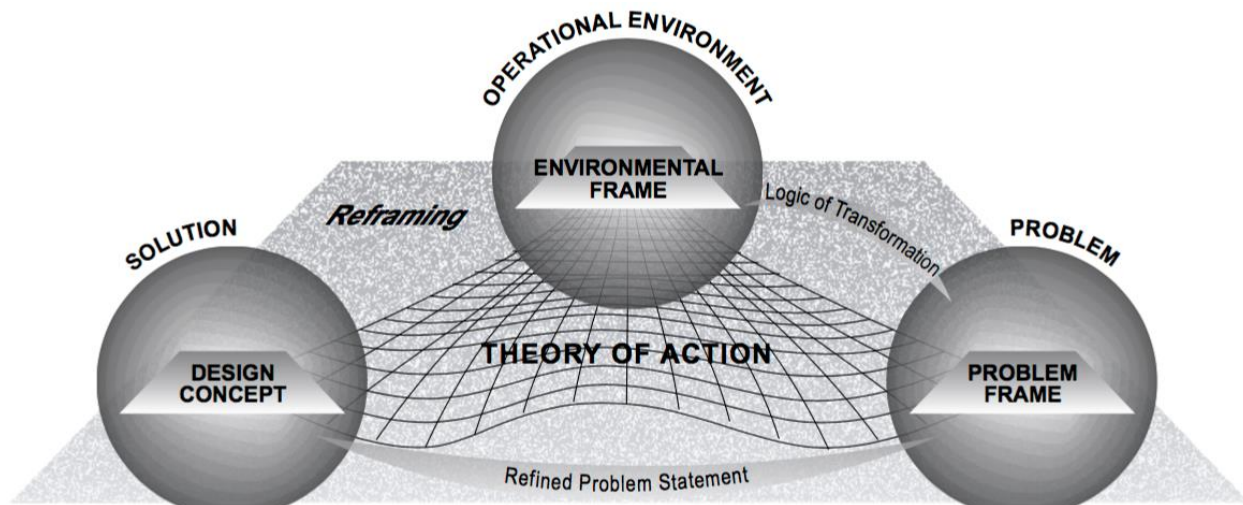 OPERATIONAL ENVIRONMENT
ENVIRONMENTAL
FRAME
Reframing
Logic of Transformation
SOLUTION
PROBLEM
THEORY OF ACTION
DESIGN
CONCEPT
PROBLEM
FRAME
Refined Problem Statement